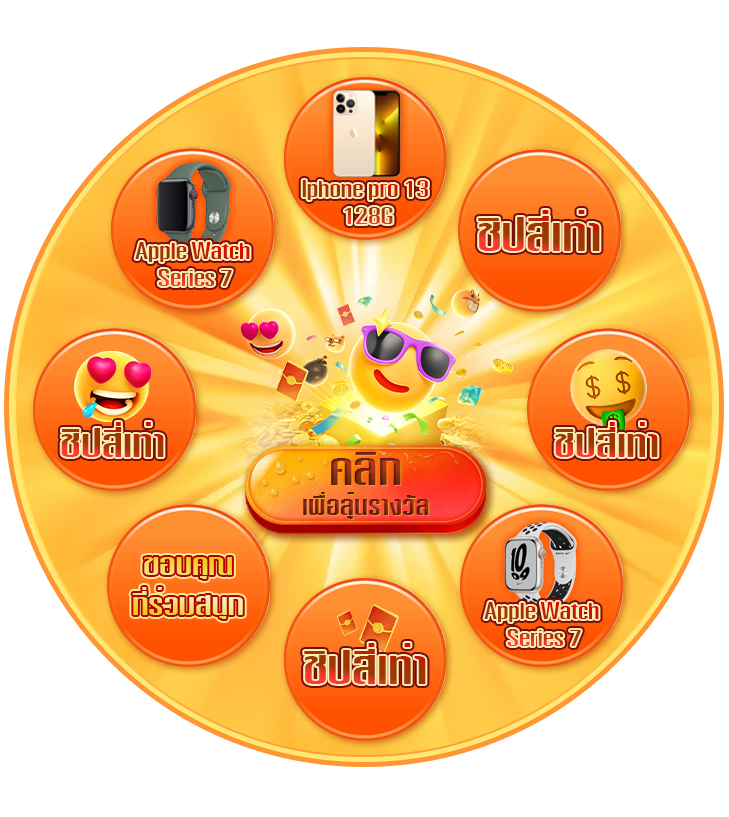 Iphone pro 13
128G
Apple Watch
Series 7
ชิปสี่เท่า
ชิปสี่เท่า
ชิปสี่เท่า
คลิก
เพื่อลุ้นรางวัล
ขอบคุณ
ที่ร่วมสนุก
Apple Watch
Series 7
ชิปสี่เท่า